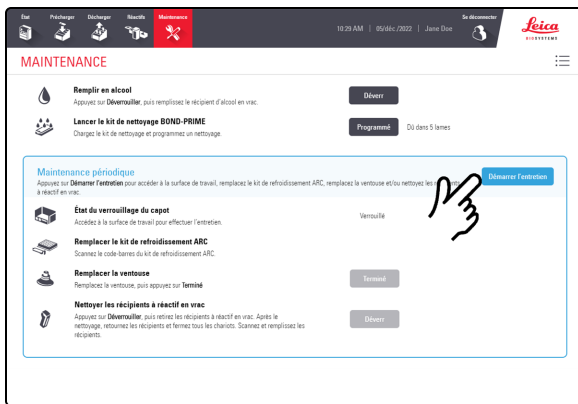 État Précharger Décharger Réactifs Maintenance 10:29 AM | 05/déc./2022 | Jane Doe Se déconnecter Leica
BIOSYSTEMS
MAINTENANCE
Remplir en alcool
Appuyez sur Déverrouiller, puis remplissez le récipient d'alcool en vrac.
Déverr
Lancer le kit de nettoyage BOND-PRIME
Chargez le kit de nettoyage et programmez un nettoyage.
Programmé Dû dans 5 lames
Maintenance périodique
Appuyez sur Démarrer l'entretien pour accéder à la surface de travail, remplacez le kit de refroidissement ARC, remplacez la ventouse et/ou nettoyez les
à réactif en vrac.
Démarrer l'entretien
État du verrouillage du capot
Accédez à la surface de travail pour effectuer l'entretien.
Verrouillé
Remplacer le kit de refroidissement ARC
Scannez le code-barres du kit de refroidissement ARC.
Remplacer la ventouse
Remplacez la ventouse, puis appuyez sur Terminé
Terminé
Nettoyer les récipients à réactif en vrac
Appuyez sur Déverrouiller, puis retirez les récipients à réactif en vrac. Après le
nettoyage, retournez les récipients et fermez tous les chariots. Scannez et remplissez les
récipients.
Déverr